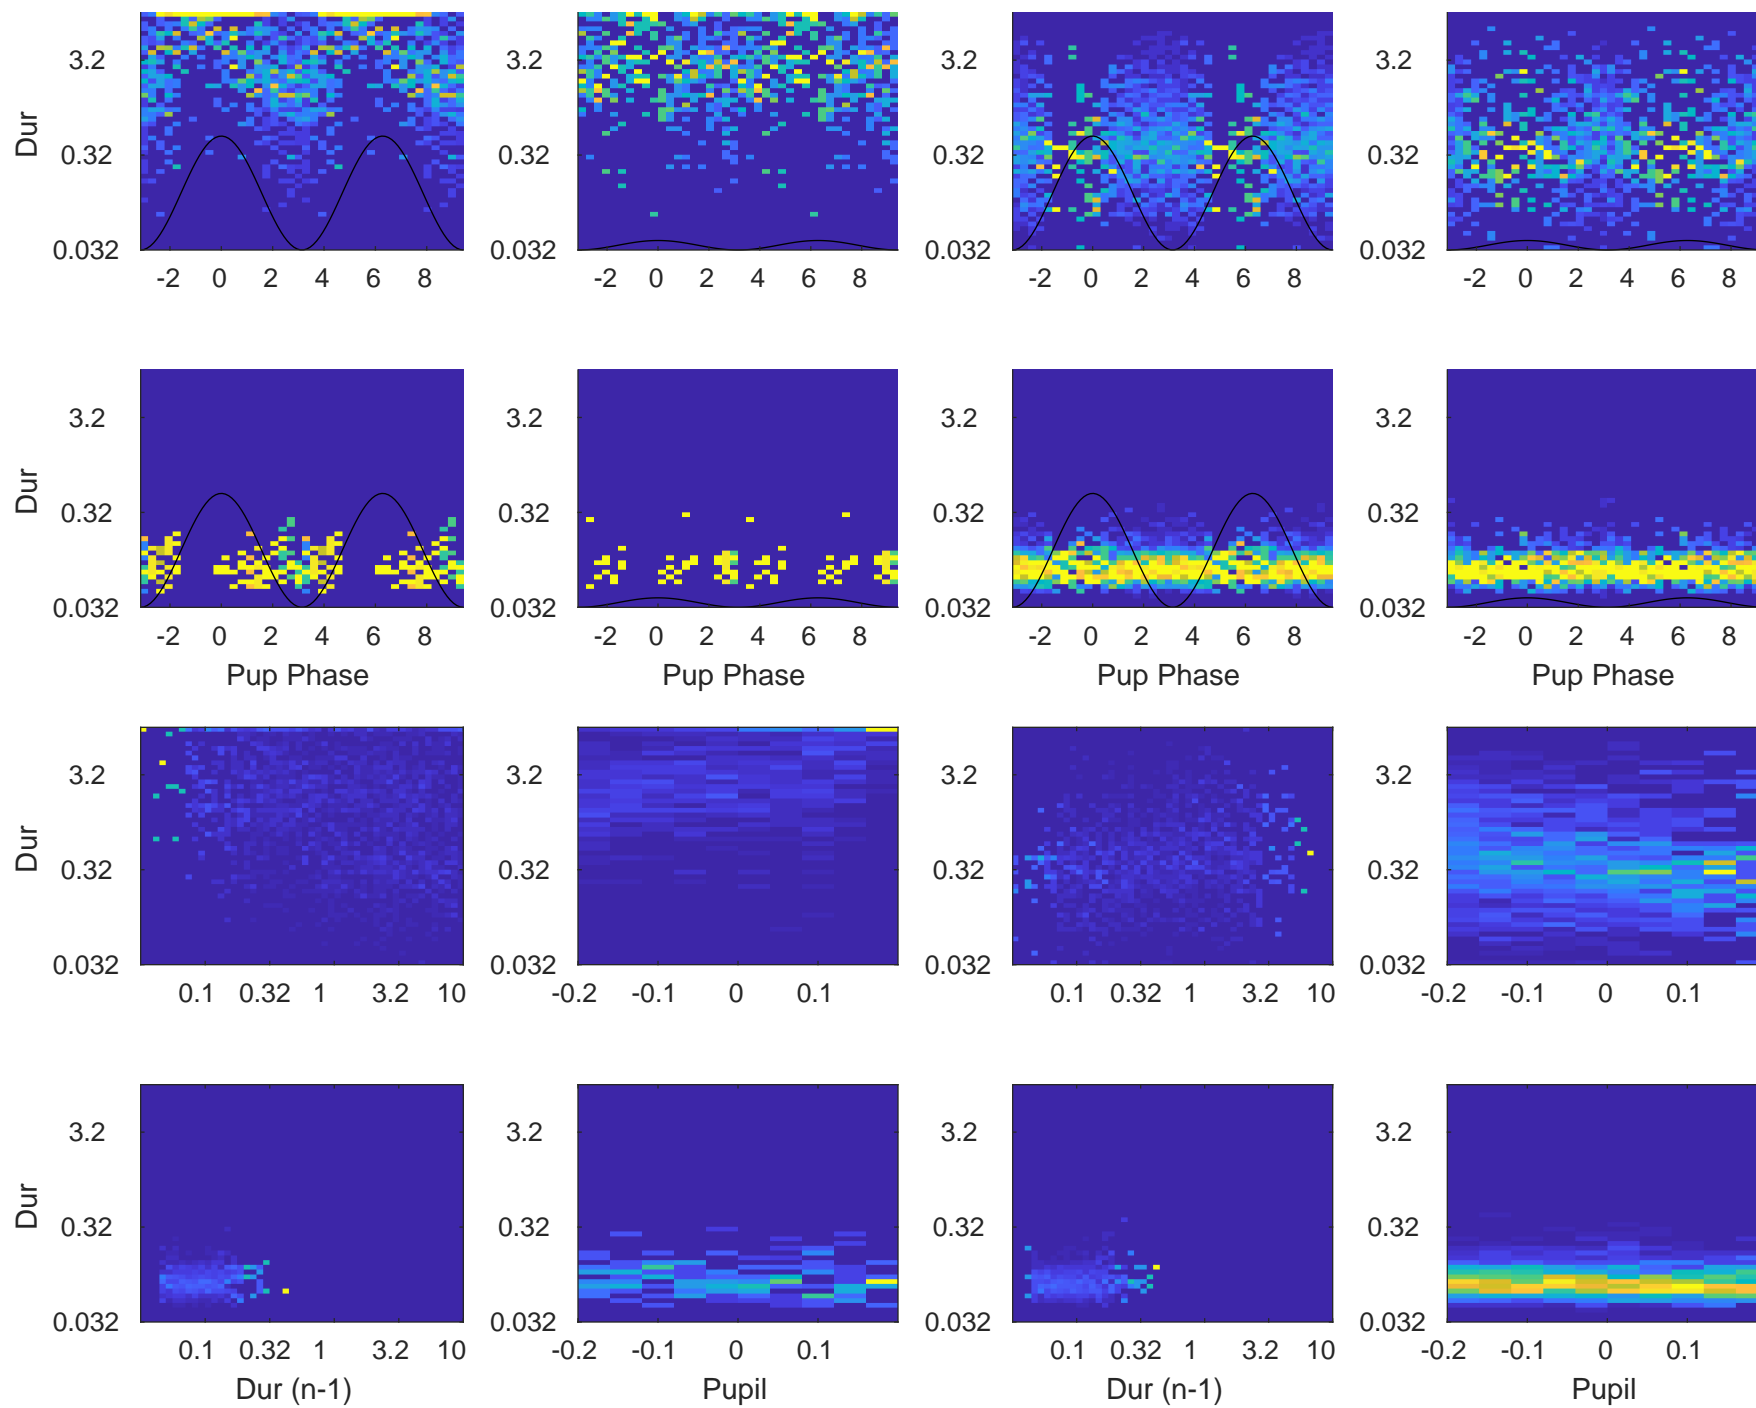 3.2 3.2 3.2 3.2
Dur
0.32 0.32 0.32 0.32
0.032 0.032 0.032 0.032
-2 0 2 4 6 8 -2 0 2 4 6 8 -2 0 2 4 6 8 -2 0 2 4 6 8
3.2 3.2 3.2 3.2
Dur
0.32 0.32 0.32 0.32
0.032 0.032 0.032 0.032
-2 0 2 4 6 8 -2 0 2 4 6 8 -2 0 2 4 6 8 -2 0 2 4 6 8
Pup Phase Pup Phase Pup Phase Pup Phase
3.2 3.2 3.2 3.2
Dur
0.32 0.32 0.32 0.32
0.032 0.032 0.032 0.032
0.1 0.32 1 3.2 10 -0.2 -0.1 0 0.1 0.1 0.32 1 3.2 10 -0.2 -0.1 0 0.1
3.2 3.2 3.2 3.2
Dur
0.32 0.32 0.32 0.32
0.032 0.032 0.032 0.032
0.1 0.32 1 3.2 10 -0.2 -0.1 0 0.1 0.1 0.32 1 3.2 10 -0.2 -0.1 0 0.1
Dur (n-1) Pupil Dur (n-1) Pupil